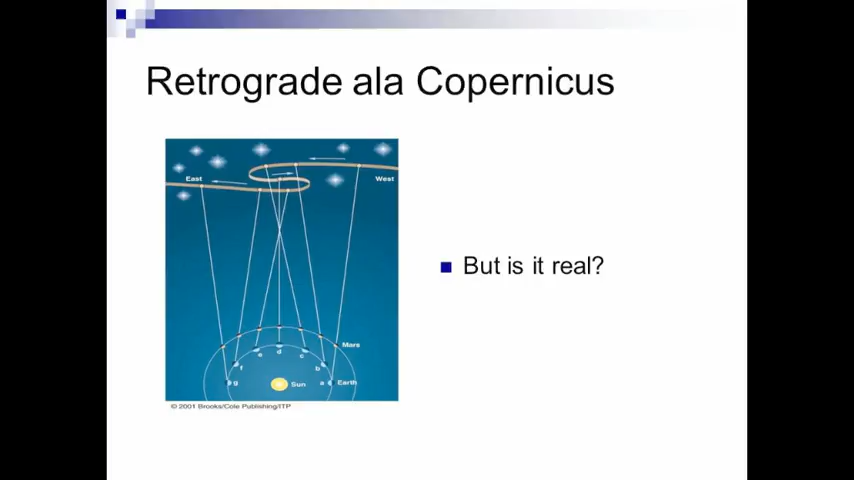 Retrograde ala Copernicus
East
West
But is it real?
Mars
f
e
d
c
b
g
Sun
a
Earth
© 2001 Brooks/Cole Publishing/ITP